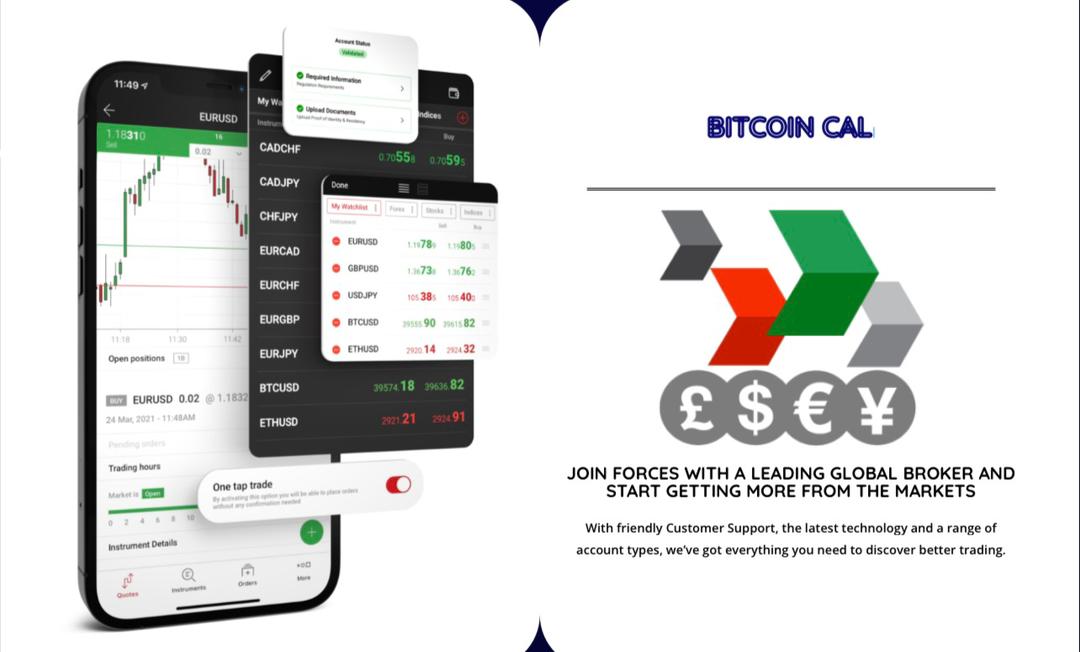 11:49
EURUSD
1.18310
Sell
16
0.02
11:18 11:30 11:42
Open positions 18
BUY EURUSD 0.02 @ 1.1832
24 Mar, 2021 - 11:48AM
Pending orders
Trading hours
Market is Open
0 2 4 6 8 10
Instrument Details
Quotes Instruments Orders More
My Wa
Indices
Instrum
Buy
CADCHF 0.70558 0.70595
CADJPY
CHFJPY
EURCAD
EURCHF
EURGBP
EURJPY
BTCUSD 39574.18 39636.82
ETHUSD 2921.21 2924.91
Account Status
Validated
Required Information
Regulation Requirements
Upload Documents
Upload Proof of Identity & Residency
Done
My Watchlist Forex Stocks Indices
Instrument Sell Buy
EURUSD 1.19789 1.19805
GBPUSD 1.36738 1.36762
USDJPY 105.385 105.402
BTCUSD 39555.90 39615.82
ETHUSD 2920.14 2924.32
One tap trade
By activating this option you will be able to place orders
without any confirmation needed
BITCOIN CAL
£ $ € ¥
JOIN FORCES WITH A LEADING GLOBAL BROKER AND
START GETTING MORE FROM THE MARKETS
With friendly Customer Support, the latest technology and a range of
account types, we’ve got everything you need to discover better trading.